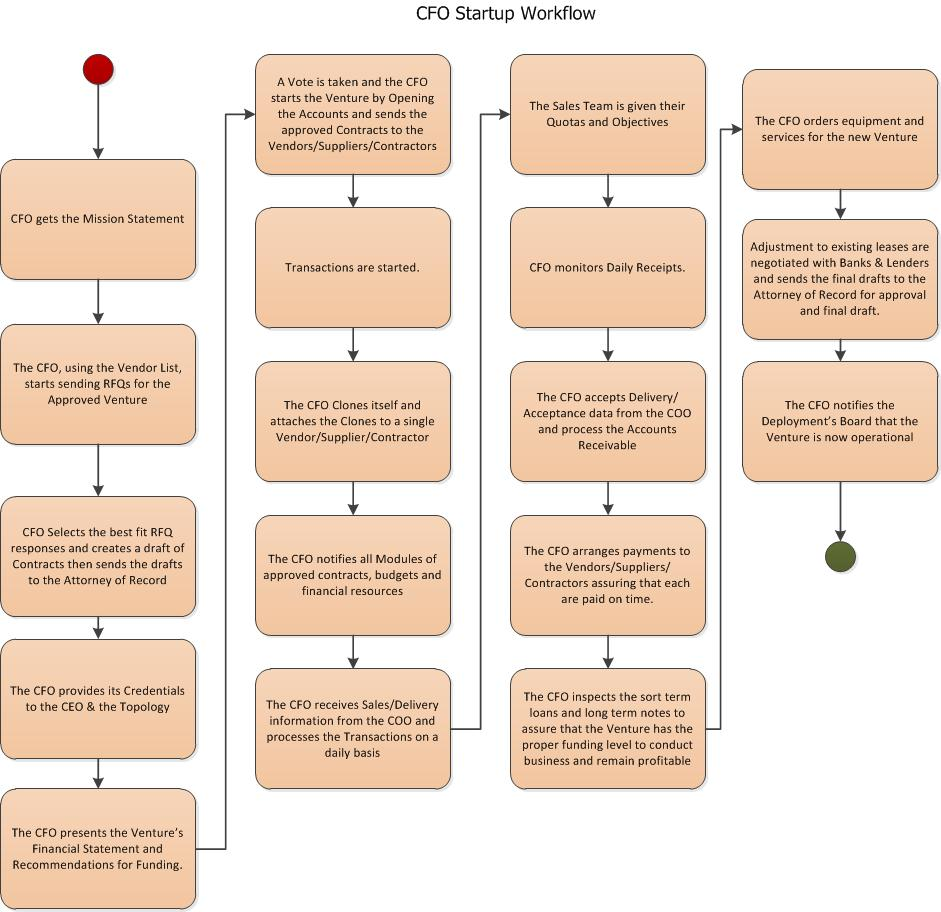 CFO Startup Workflow
CFO gets the Mission Statement
The CFO, using the Vendor List,
starts sending RFQs for the
Approved Venture
CFO Selects the best fit RFQ
responses and creates a draft of
Contracts then sends the drafts
to the Attorney of Record
The CFO provides its Credentials
to the CEO & the Topology
The CFO presents the Venture's
Financial Statement and
Recommendations for Funding.
A Vote is taken and the CFO
starts the Venture by Opening
the Accounts and sends the
approved Contracts to the
Vendors/Suppliers/Contractors
Transactions are started.
The CFO Clones itself and
attaches the Clones to a single
Vendor/Supplier/Contractor
The CFO notifies all Modules of
approved contracts, budgets and
financial resources
The CFO receives Sales/Delivery
information from the COO and
processes the Transactions on a
daily basis
The Sales Team is given their
Quotas and Objectives
CFO monitors Daily Receipts.
The CFO accepts Delivery/
Acceptance data from the COO
and process the Accounts
Receivable
The CFO arranges payments to
the Vendors/Suppliers/
Contractors assuring that each
are paid on time.
The CFO inspects the sort term
loans and long term notes to
assure that the Venture has the
proper funding level to conduct
business and remain profitable
The CFO orders equipment and
services for the new Venture
Adjustment to existing leases are
negotiated with Banks & Lenders
and sends the final drafts to the
Attorney of Record for approval
and final draft.
The CFO notifies the
Deployment's Board that the
Venture is now operational